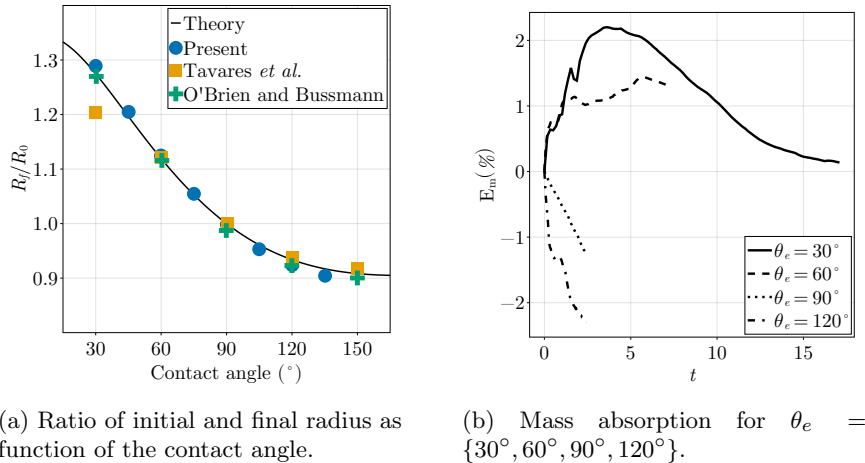 R_f/R_0
1.3
1.2
1.1
1.0
0.9
30
60
90
120
150
Contact angle (°)
Theory
Present
Tavares et al.
O'Brien and Bussmann
E_m(%)
2
1
0
−1
−2
0
5
10
15
t
θ_e = 30°
θ_e = 60°
θ_e = 90°
θ_e = 120°
(a) Ratio of initial and final radius as
function of the contact angle.
(b) Mass absorption for θ_e =
{30°, 60°, 90°, 120°}.